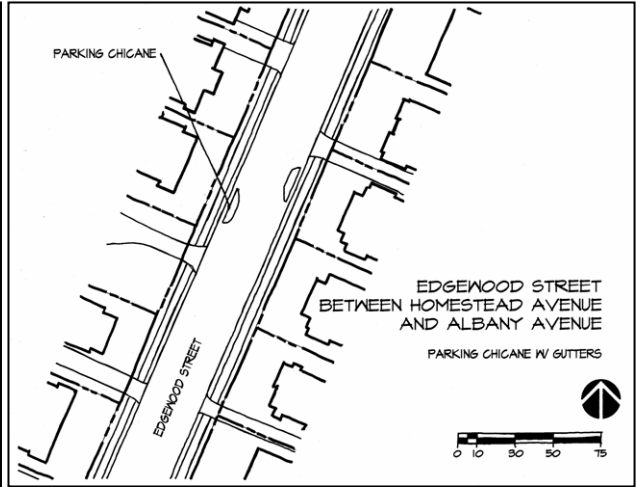 PARKING CHICANE
EDGEWOOD STREET
BETWEEN HOMESTEAD AVENUE
AND ALBANY AVENUE
PARKING CHICANE W/ GUTTERS
EDGEWOOD STREET
0 10 30 50 75